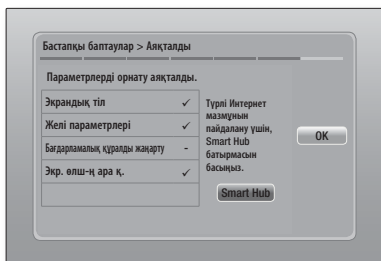 Бастапқы баптаулар > Аяқталды
Параметрлерді орнату аяқталды.
Экрандық тіл ✓
Желі параметрлері ✓
Бағдарламалық құралды жаңарту -
Экр. өлш-ң ара қ. ✓
Түрлі Интернет
мазмұнын
пайдалану үшін,
Smart Hub
батырмасын
басыңыз.
Smart Hub
OK